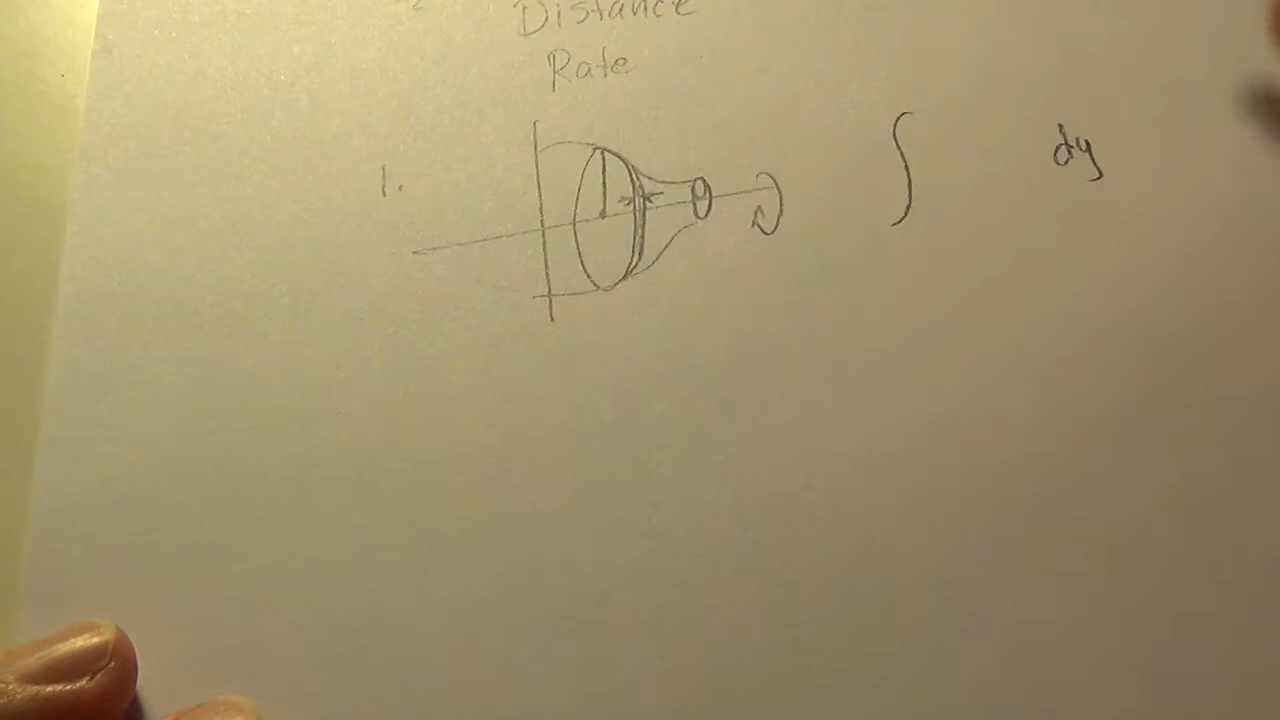 Distance
Rate
1. ∫ dy